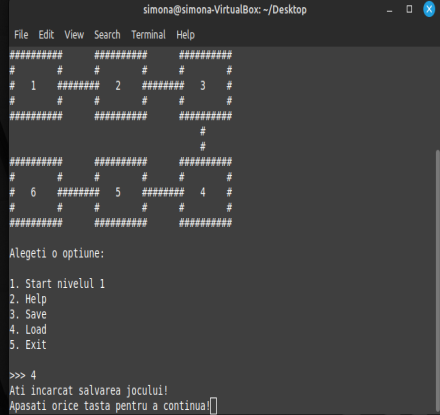 simona@simona-VirtualBox: ~/Desktop
File Edit View Search Terminal Help
##########      ##########      ##########
#        #      #        #      #        #
#   1    ########   2    ########   3    #
#        #      #        #      #        #
##########      ##########      ##########
                                    #
                                    #
##########      ##########      ##########
#        #      #        #      #        #
#   6    ########   5    ########   4    #
#        #      #        #      #        #
##########      ##########      ##########
Alegeti o optiune:
1. Start nivelul 1
2. Help
3. Save
4. Load
5. Exit
>>> 4
Ati incarcat salvarea jocului!
Apasati orice tasta pentru a continua!